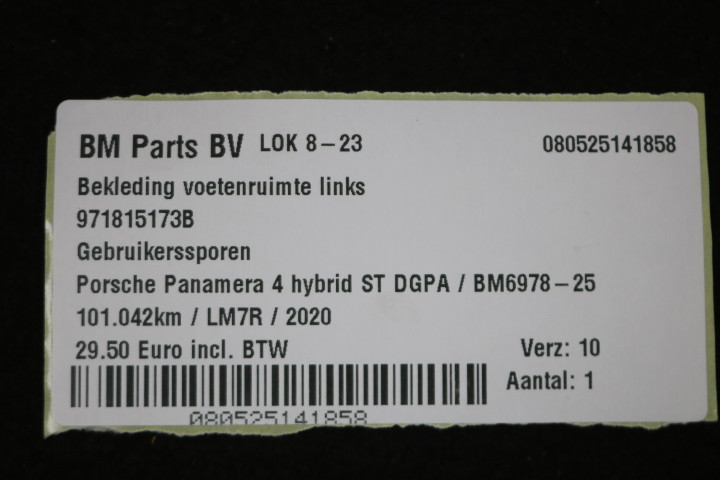 BM Parts BV LOK 8-23 080525141858
Bekleding voetenruimte links
971815173B
Gebruikerssporen
Porsche Panamera 4 hybrid ST DGPA / BM6978-25
101.042km / LM7R / 2020
29.50 Euro incl. BTW Verz: 10
Aantal: 1
080525141858